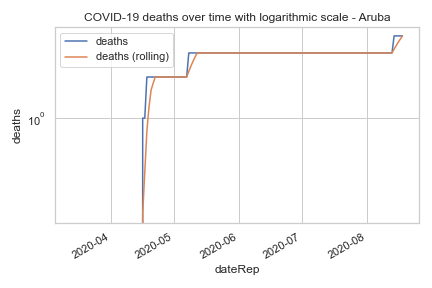 COVID-19 deaths over time with logarithmic scale - Aruba
deaths
deaths (rolling)
10⁰
deaths
2020-04
2020-05
2020-06
2020-07
2020-08
dateRep